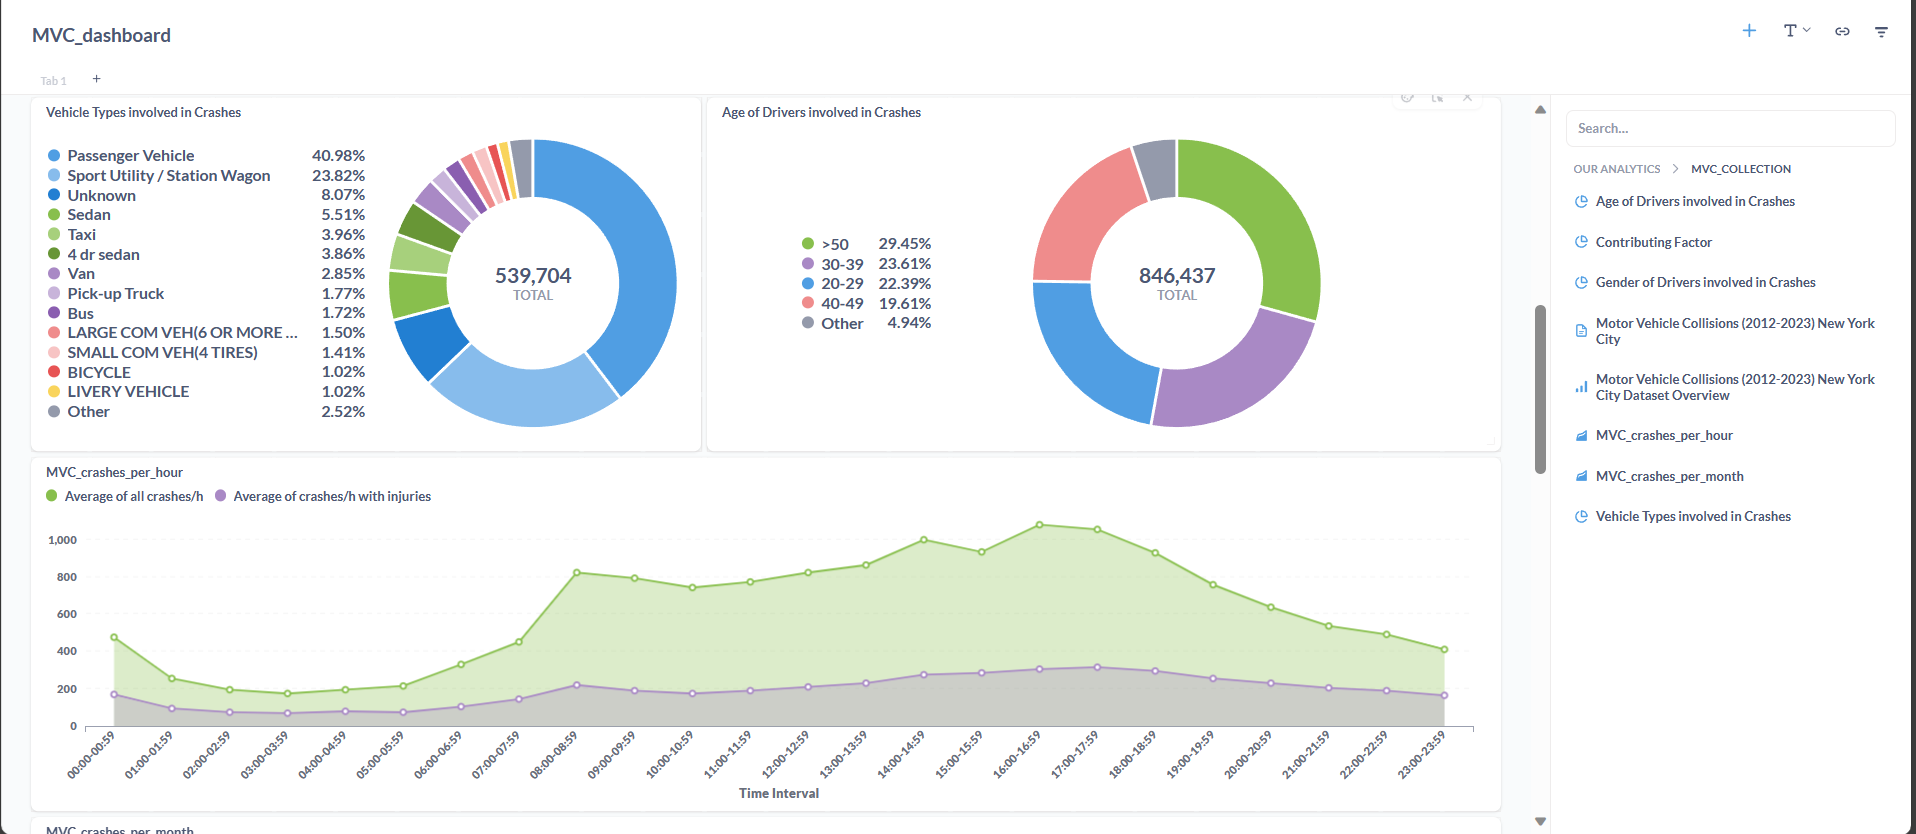 MVC_dashboard
Tab 1 +
Vehicle Types involved in Crashes
Passenger Vehicle 40.98%
Sport Utility / Station Wagon 23.82%
Unknown 8.07%
Sedan 5.51%
Taxi 3.96%
4 dr sedan 3.86%
Van 2.85%
Pick-up Truck 1.77%
Bus 1.72%
LARGE COM VEH(6 OR MORE ... 1.50%
SMALL COM VEH(4 TIRES) 1.41%
BICYCLE 1.02%
LIVERY VEHICLE 1.02%
Other 2.52%
539,704
TOTAL
Age of Drivers involved in Crashes
>50 29.45%
30-39 23.61%
20-29 22.39%
40-49 19.61%
Other 4.94%
846,437
TOTAL
MVC_crashes_per_hour
Average of all crashes/h Average of crashes/h with injuries
1,000
800
600
400
200
0
00:00-00:59
01:00-01:59
02:00-02:59
03:00-03:59
04:00-04:59
05:00-05:59
06:00-06:59
07:00-07:59
08:00-08:59
09:00-09:59
10:00-10:59
11:00-11:59
12:00-12:59
13:00-13:59
14:00-14:59
15:00-15:59
16:00-16:59
17:00-17:59
18:00-18:59
19:00-19:59
20:00-20:59
21:00-21:59
22:00-22:59
23:00-23:59
Time Interval
MVC_crashes_per_month
Search...
OUR ANALYTICS > MVC_COLLECTION
Age of Drivers involved in Crashes
Contributing Factor
Gender of Drivers involved in Crashes
Motor Vehicle Collisions (2012-2023) New York
City
Motor Vehicle Collisions (2012-2023) New York
City Dataset Overview
MVC_crashes_per_hour
MVC_crashes_per_month
Vehicle Types involved in Crashes